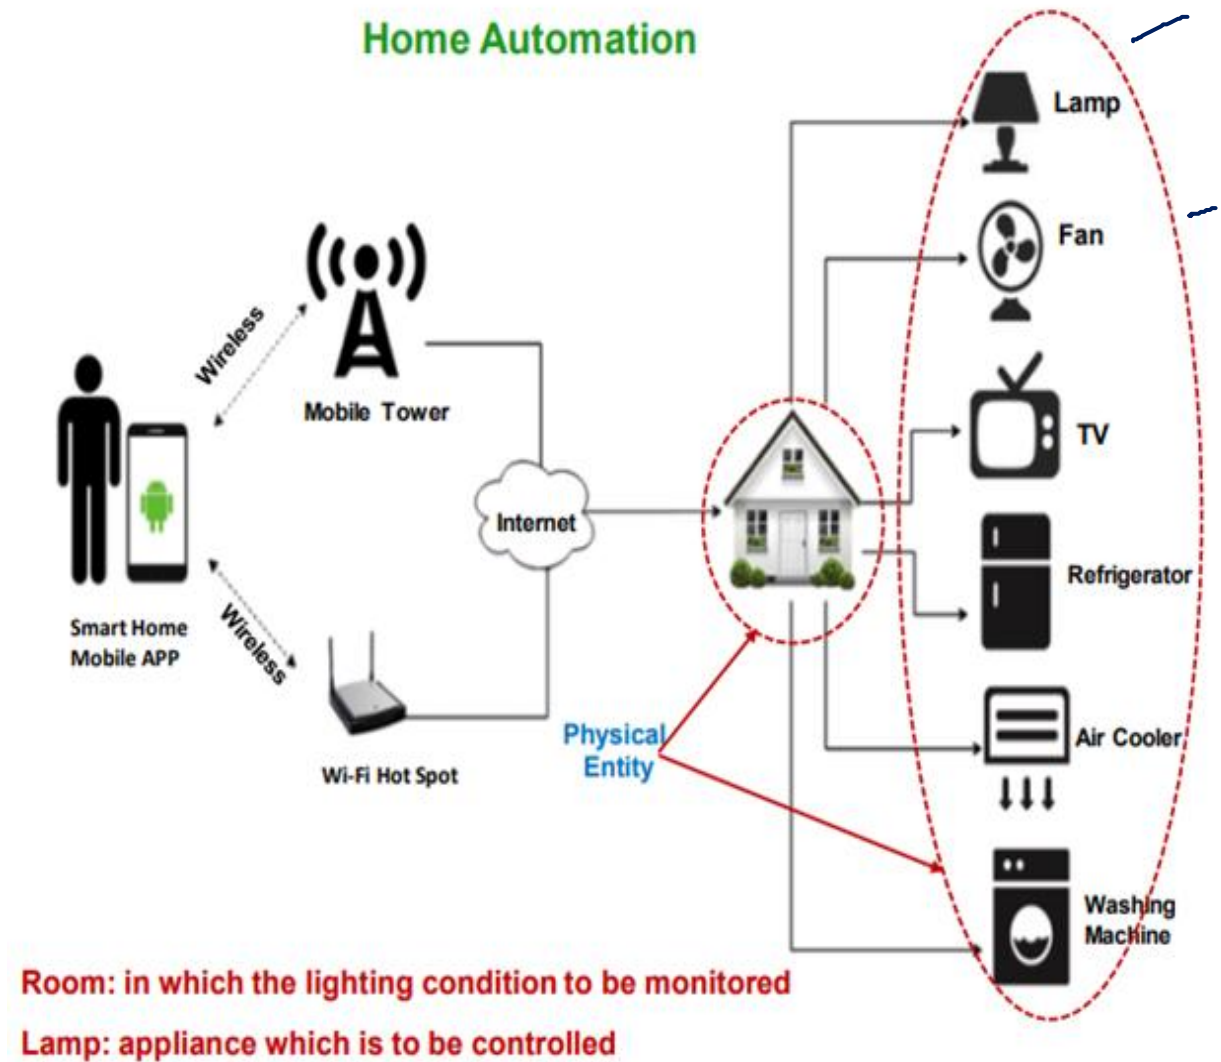 Home Automation
Lamp
Fan
Wireless
Mobile Tower
TV
Internet
Refrigerator
Smart Home
Mobile APP
Wireless
Physical
Entity
Air Cooler
Wi-Fi Hot Spot
Washing
Machine
Room: in which the lighting condition to be monitored
Lamp: appliance which is to be controlled